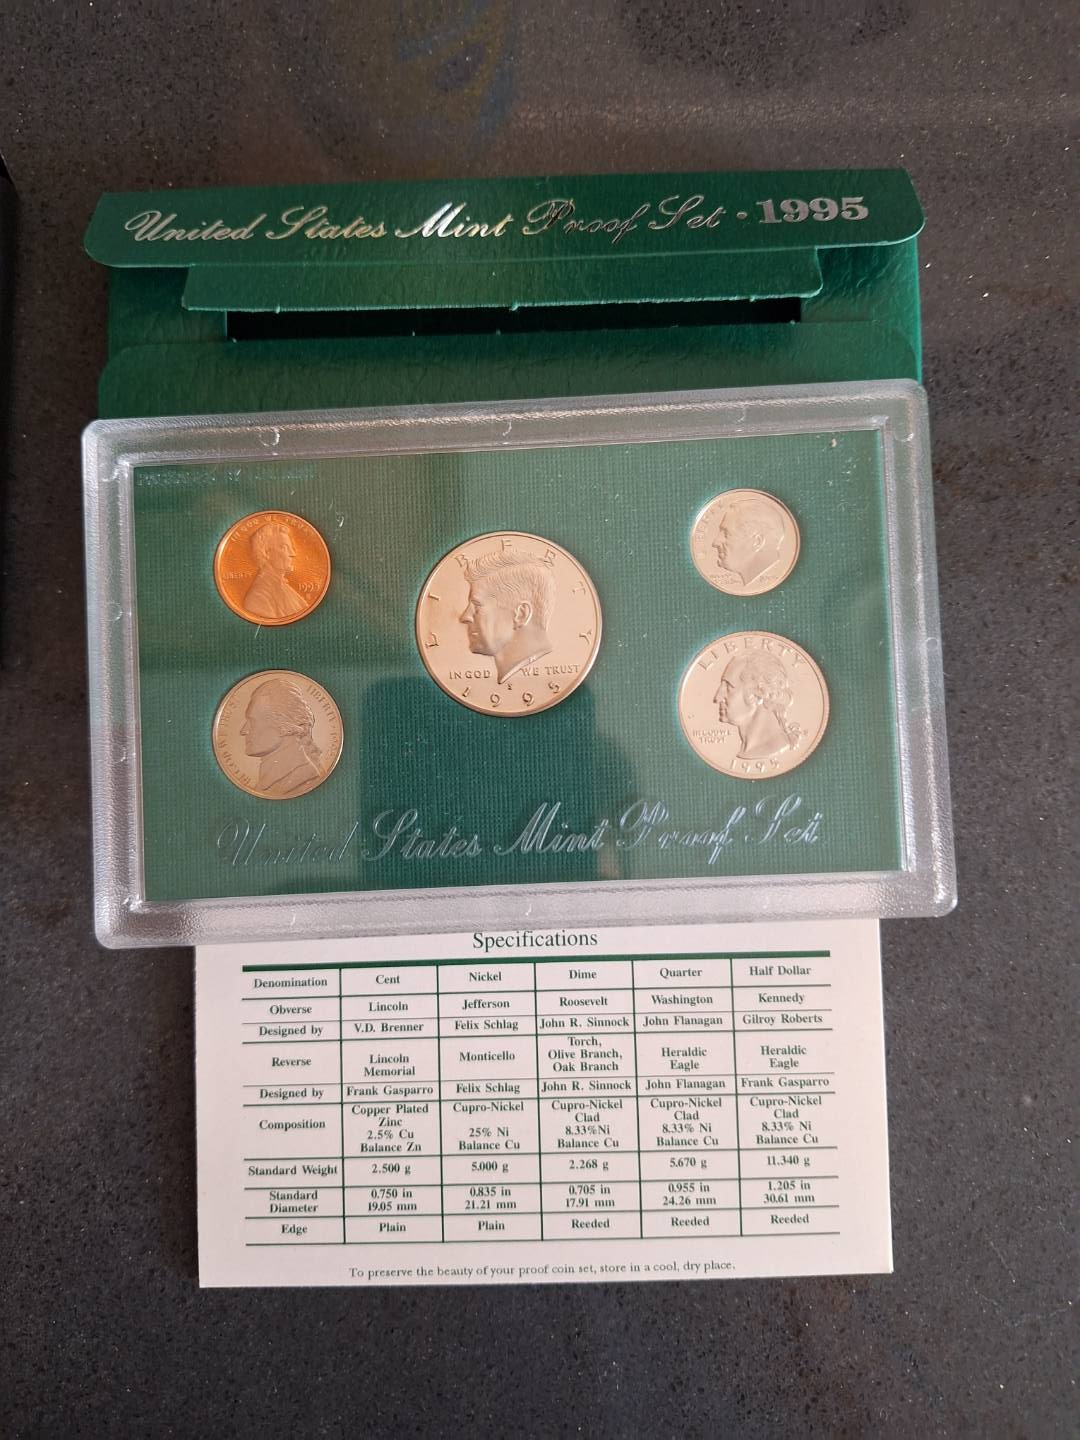 United States Mint Proof Set · 1995
IN GOD WE TRUST
LIBERTY
1995
LIBERTY
IN GOD WE TRUST
S
1995
LIBERTY
LIBERTY
IN GOD WE
TRUST
1995
United States Mint Proof Set
Specifications
Denomination Cent Nickel Dime Quarter Half Dollar
Obverse Lincoln Jefferson Roosevelt Washington Kennedy
Designed by V.D. Brenner Felix Schlag John R. Sinnock John Flanagan Gilroy Roberts
Reverse Lincoln Memorial Monticello Torch, Olive Branch, Oak Branch Heraldic Eagle Heraldic Eagle
Designed by Frank Gasparro Felix Schlag John R. Sinnock John Flanagan Frank Gasparro
Composition Copper Plated Zinc 2.5% Cu Balance Zn Cupro-Nickel 25% Ni Balance Cu Cupro-Nickel Clad 8.33%Ni Balance Cu Cupro-Nickel Clad 8.33% Ni Balance Cu Cupro-Nickel Clad 8.33% Ni Balance Cu
Standard Weight 2.500 g 5.000 g 2.268 g 5.670 g 11.340 g
Standard Diameter 0.750 in 19.05 mm 0.835 in 21.21 mm 0.705 in 17.91 mm 0.955 in 24.26 mm 1.205 in 30.61 mm
Edge Plain Plain Reeded Reeded Reeded
To preserve the beauty of your proof coin set, store in a cool, dry place.